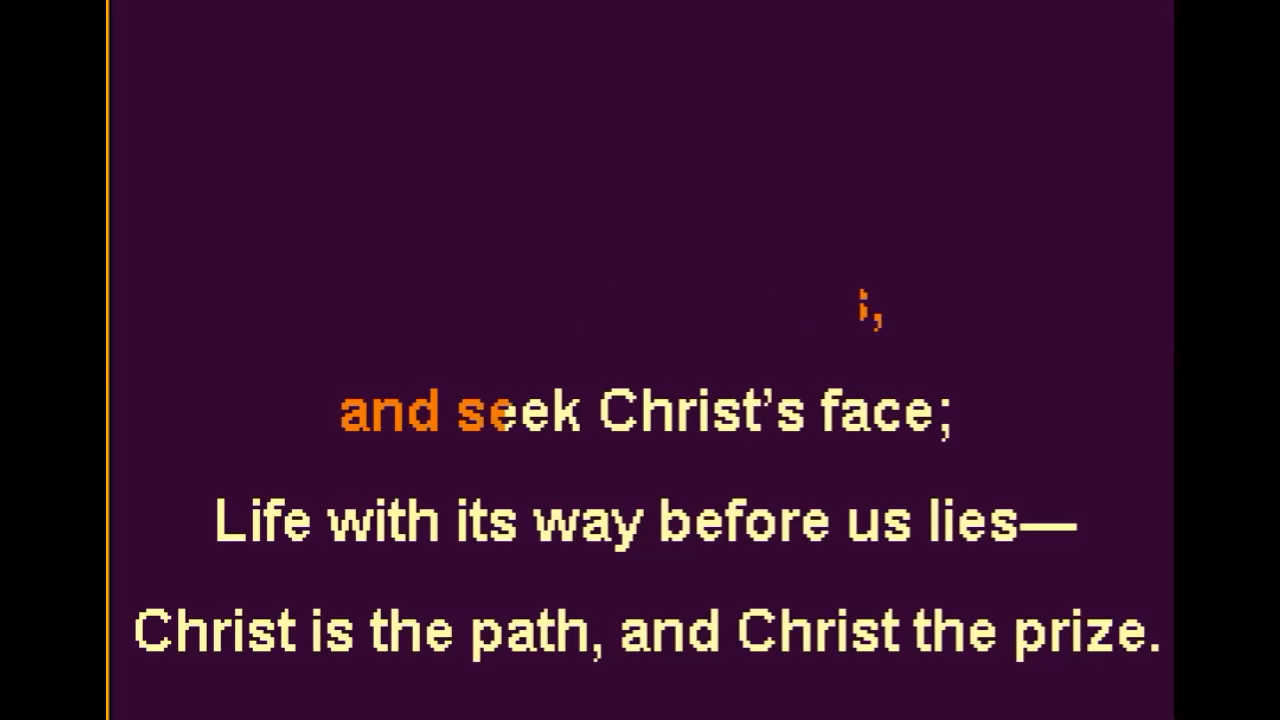 and seek Christ’s face;
Life with its way before us lies—
Christ is the path, and Christ the prize.